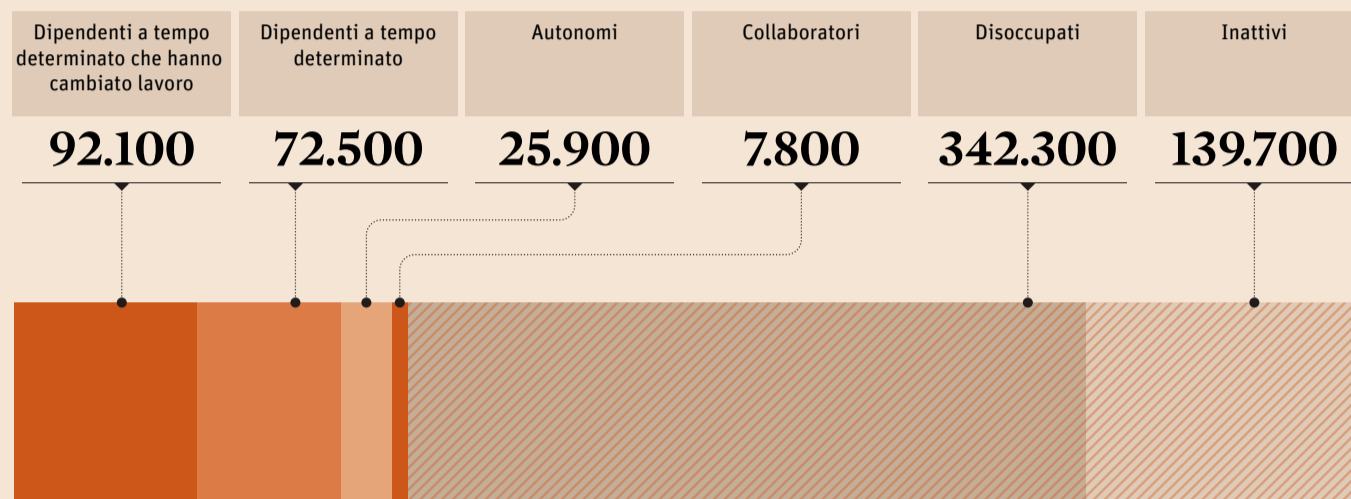 Dipendenti a tempo
determinato che hanno
cambiato lavoro
92.100
Dipendenti a tempo
determinato
72.500
Autonomi
25.900
Collaboratori
7.800
Disoccupati
342.300
Inattivi
139.700